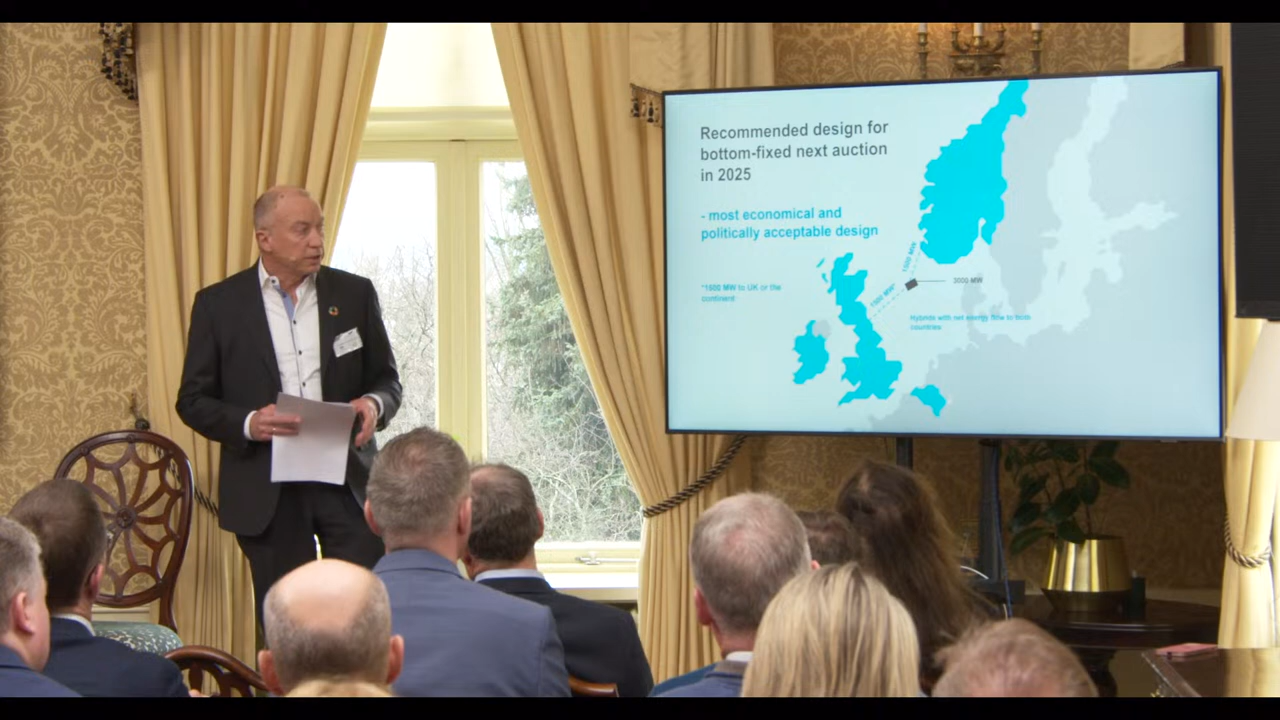 Recommended design for
bottom-fixed next auction
in 2025
- most economical and
politically acceptable design
*1500 MW to UK or the
continent
1500 MW
1500 MW*
3000 MW
Hybrids with net energy flow to both
countries